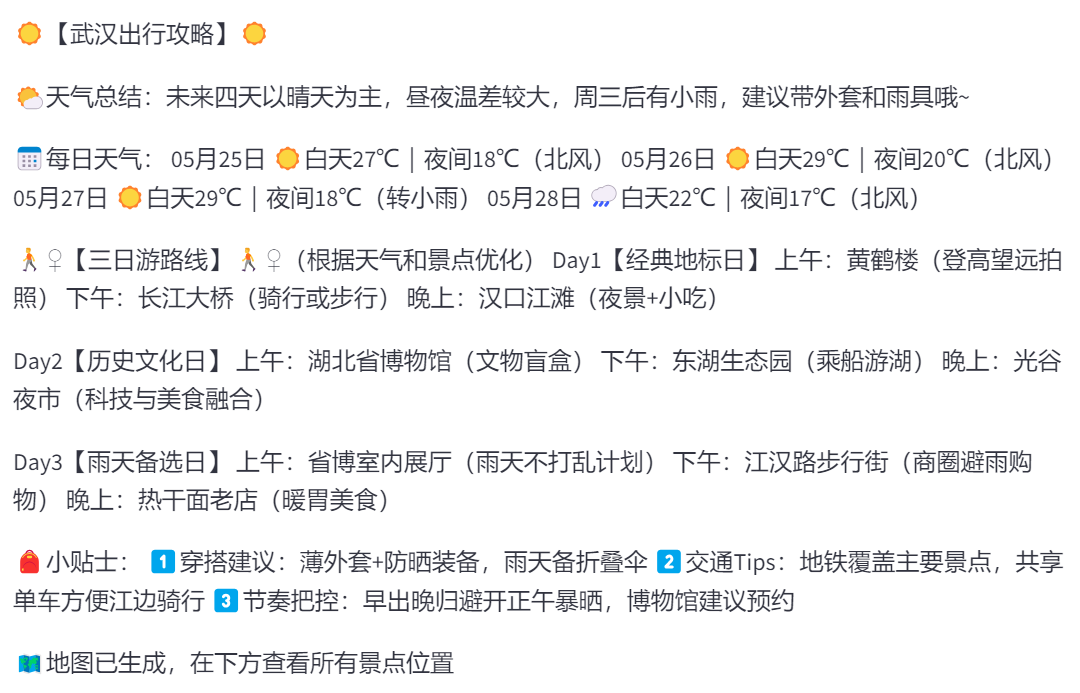 ☀️【武汉出行攻略】☀️
🌤️天气总结：未来四天以晴天为主，昼夜温差较大，周三后有小雨，建议带外套和雨具哦~
📅每日天气： 05月25日 ☀️白天27℃ | 夜间18℃（北风） 05月26日 ☀️白天29℃ | 夜间20℃（北风）
05月27日 ☀️白天29℃ | 夜间18℃（转小雨） 05月28日 🌧️白天22℃ | 夜间17℃（北风）
🚶♀【三日游路线】🚶♀（根据天气和景点优化） Day1【经典地标日】 上午：黄鹤楼（登高望远拍
照） 下午：长江大桥（骑行或步行） 晚上：汉口江滩（夜景+小吃）
Day2【历史文化日】 上午：湖北省博物馆（文物盲盒） 下午：东湖生态园（乘船游湖） 晚上：光谷
夜市（科技与美食融合）
Day3【雨天备选日】 上午：省博室内展厅（雨天不打乱计划） 下午：江汉路步行街（商圈避雨购
物） 晚上：热干面老店（暖胃美食）
🎒小贴士： 1️⃣穿搭建议：薄外套+防晒装备，雨天备折叠伞 2️⃣交通Tips：地铁覆盖主要景点，共享
单车方便江边骑行 3️⃣节奏把控：早出晚归避开正午暴晒，博物馆建议预约
🗺️地图已生成，在下方查看所有景点位置